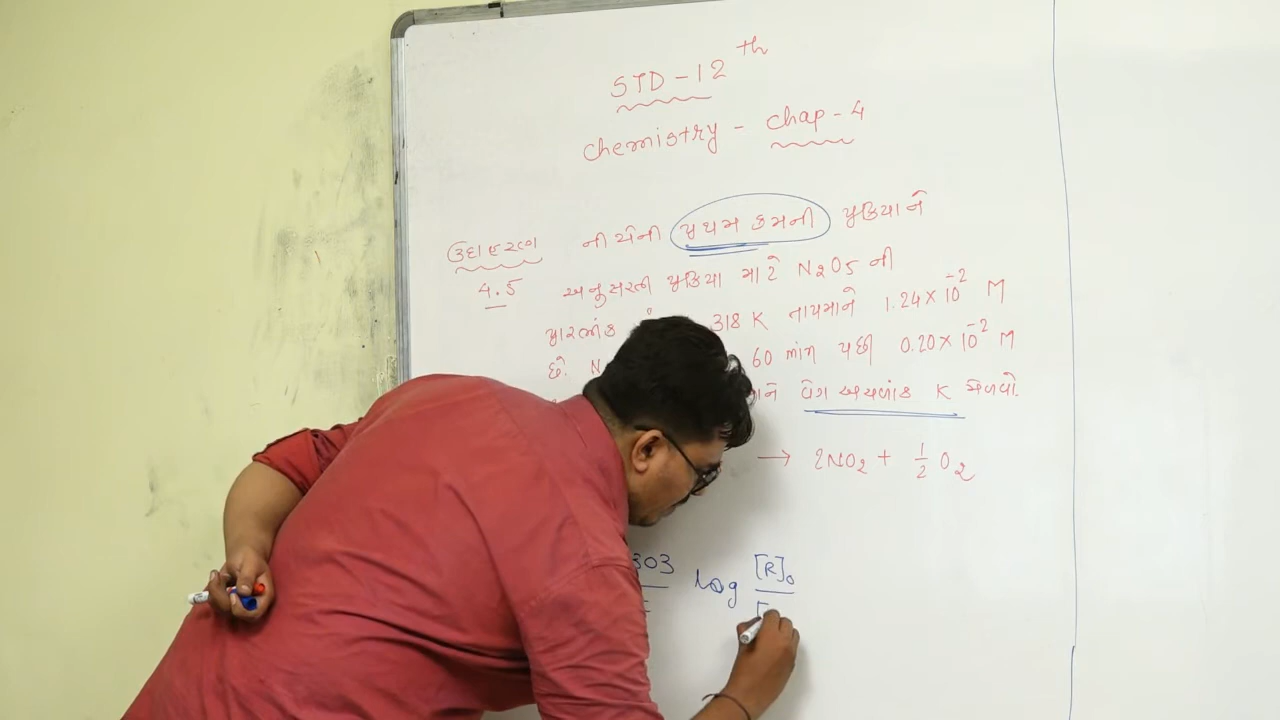 STD-12th
Chemistry - Chap-4
ઉદાહરણ નીચેની પ્રથમ ક્રમની પ્રક્રિયાને
4.5 અનુસરતી પ્રક્રિયા માટે N2O5 ની
318 K તાપમાને 1.24 × 10^-2 M
છે. N 60 મિનિટ પછી 0.20 × 10^-2 M
વેગ અચળાંક K મેળવો.
→ 2NO2 + 1/2 O2
303 log [R]0